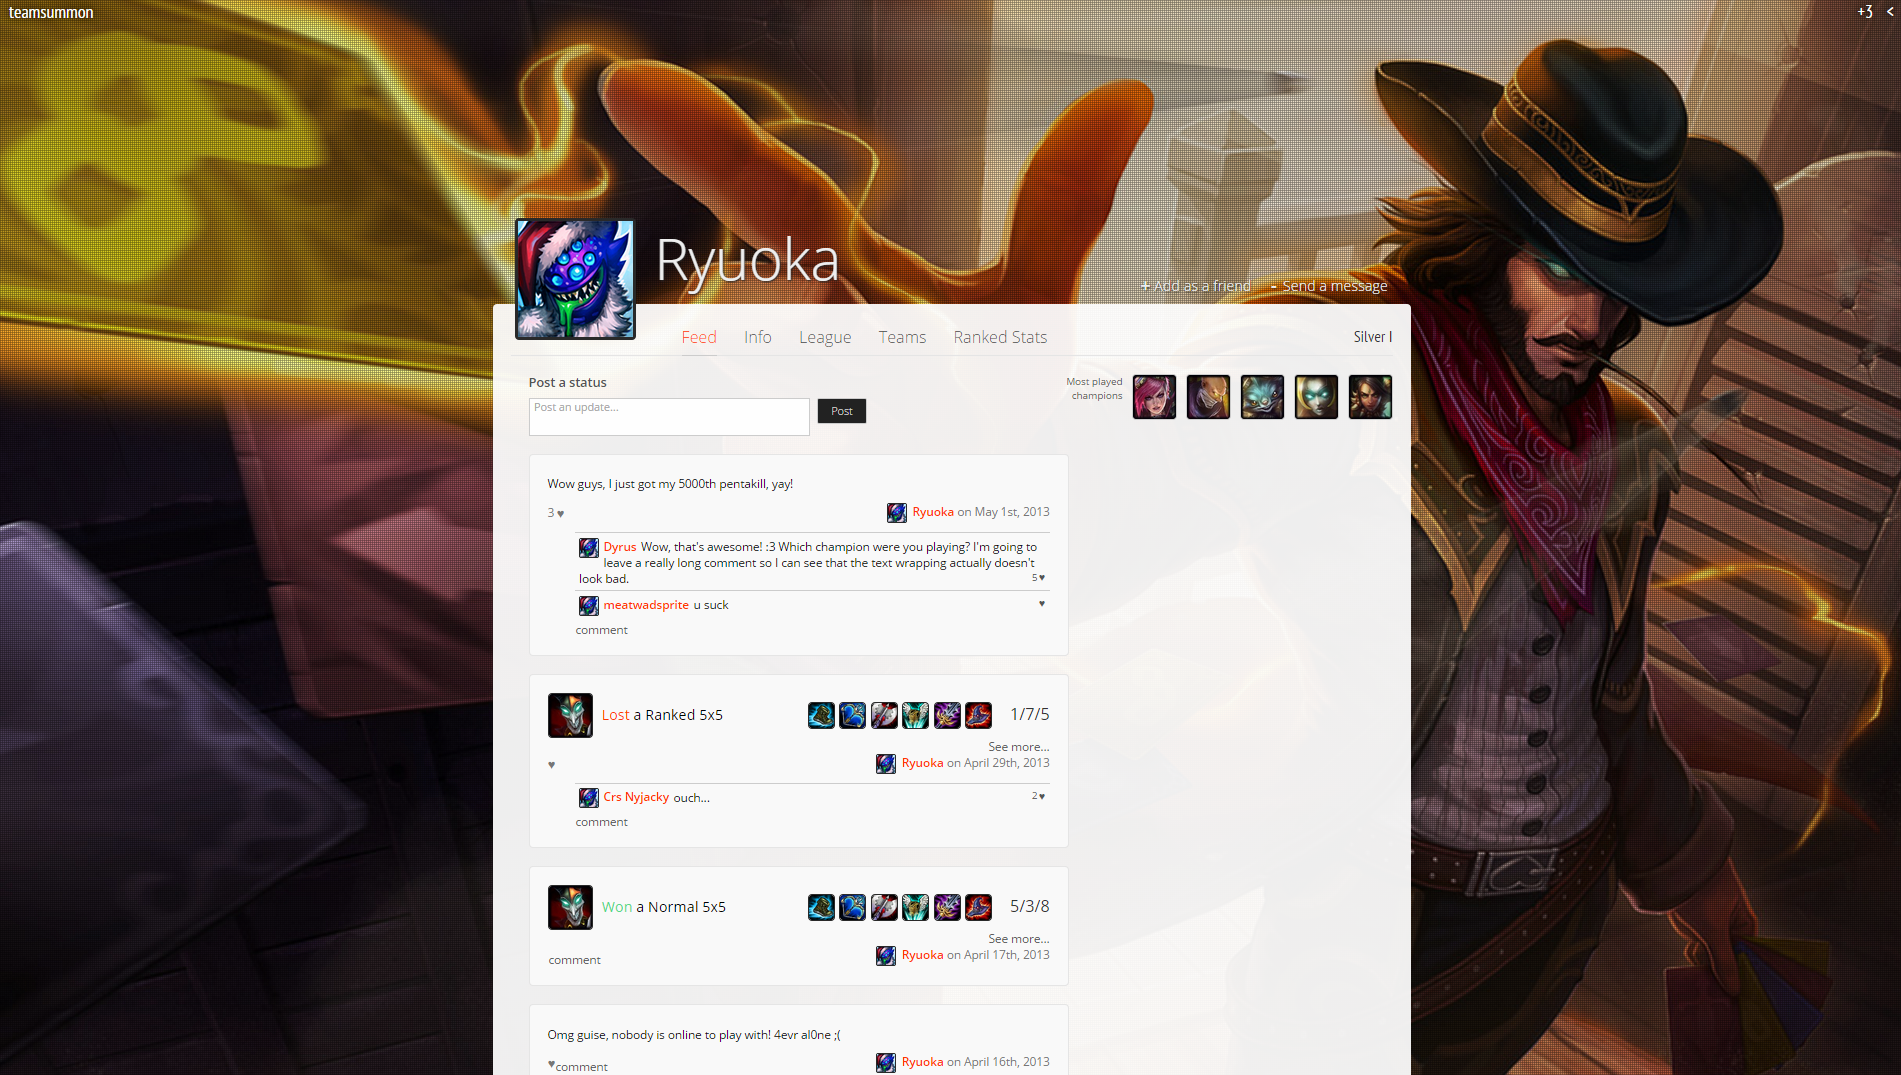 teamsummon
+3 <
Ryuoka
+ Add as a friend - Send a message
Feed Info League Teams Ranked Stats Silver I
Post a status
Post an update...
Post
Most played
champions
Wow guys, I just got my 5000th pentakill, yay!
3 ♥
Ryuoka on May 1st, 2013
Dyrus Wow, that's awesome! :3 Which champion were you playing? I'm going to
leave a really long comment so I can see that the text wrapping actually doesn't
look bad.
5 ♥
meatwadsprite u suck ♥
comment
Lost a Ranked 5x5 1/7/5
See more...
♥ Ryuoka on April 29th, 2013
Crs Nyjacky ouch... 2 ♥
comment
Won a Normal 5x5 5/3/8
See more...
Ryuoka on April 17th, 2013
comment
Omg guise, nobody is online to play with! 4evr al0ne ;(
♥comment Ryuoka on April 16th, 2013